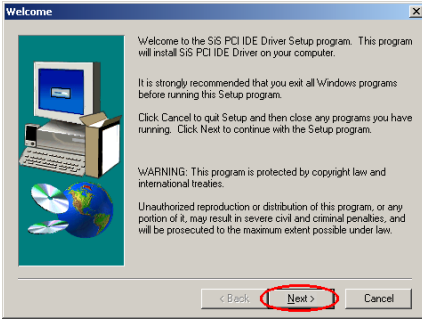 Welcome
Welcome to the SiS PCI IDE Driver Setup program. This program
will install SiS PCI IDE Driver on your computer.
It is strongly recommended that you exit all Windows programs
before running this Setup program.
Click Cancel to quit Setup and then close any programs you have
running. Click Next to continue with the Setup program.
WARNING: This program is protected by copyright law and
international treaties.
Unauthorized reproduction or distribution of this program, or any
portion of it, may result in severe civil and criminal penalties, and
will be prosecuted to the maximum extent possible under law.
< Back Next > Cancel